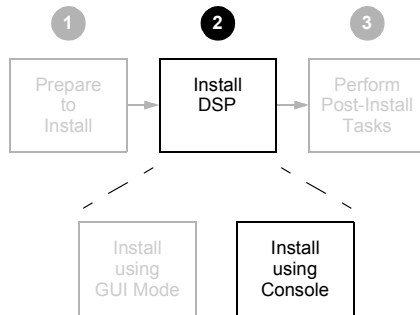 1
2
3
Prepare
to
Install
Install
DSP
Perform
Post-Install
Tasks
Install
using
GUI Mode
Install
using
Console